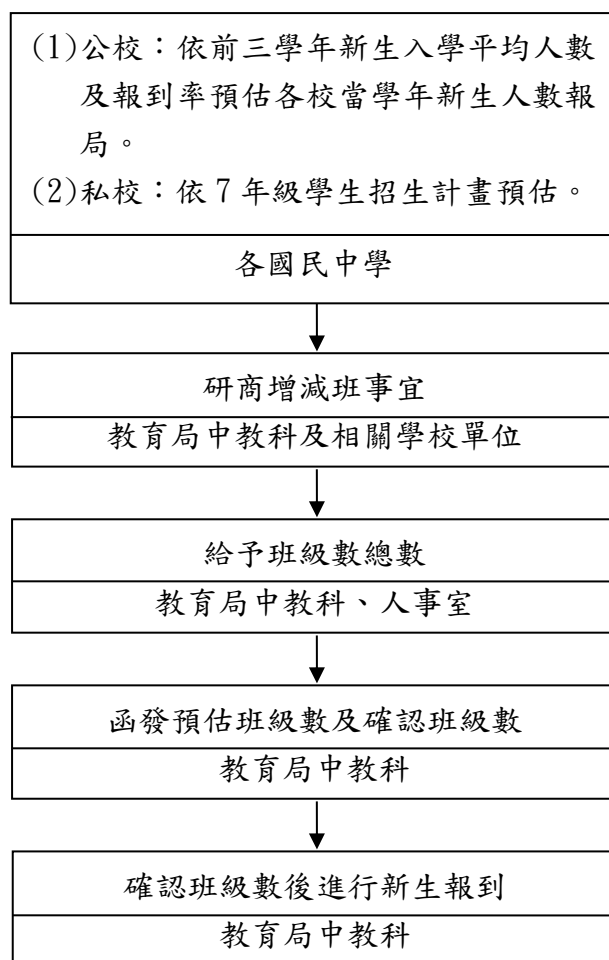 (1)公校：依前三學年新生入學平均人數
及報到率預估各校當學年新生人數報
局。
(2)私校：依7年級學生招生計畫預估。
各國民中學
研商增減班事宜
教育局中教科及相關學校單位
給予班級數總數
教育局中教科、人事室
函發預估班級數及確認班級數
教育局中教科
確認班級數後進行新生報到
教育局中教科